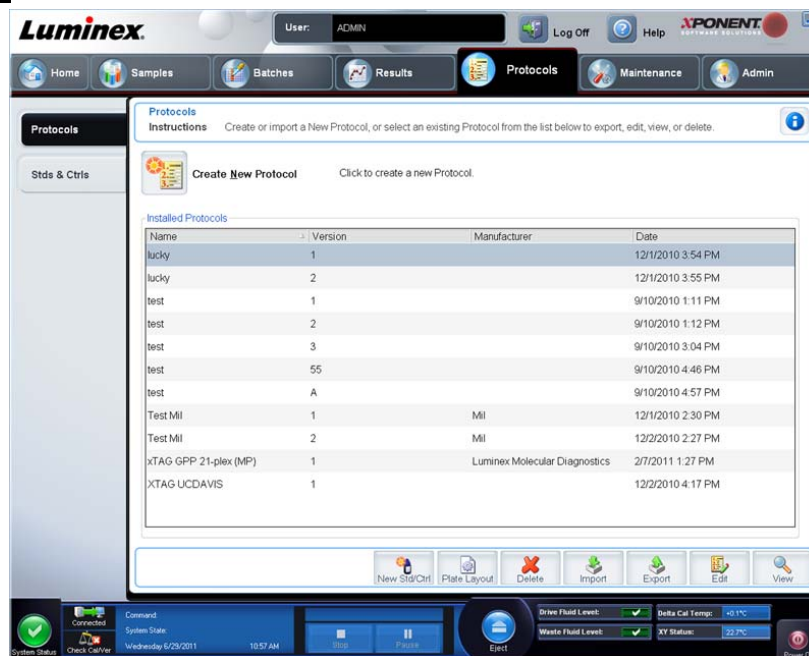 Luminex.
User: ADMIN
Log Off
Help
XPONENT
SOFTWARE SOLUTIONS
Home
Samples
Batches
Results
Protocols
Maintenance
Admin
Protocols
Stds & Ctrls
Protocols
Instructions Create or import a New Protocol, or select an existing Protocol from the list below to export, edit, view, or delete.
Create New Protocol Click to create a new Protocol.
Installed Protocols
Name Version Manufacturer Date
lucky 1 12/1/2010 3:54 PM
lucky 2 12/1/2010 3:55 PM
test 1 9/10/2010 1:11 PM
test 2 9/10/2010 1:12 PM
test 3 9/10/2010 3:04 PM
test 55 9/10/2010 4:46 PM
test A 9/10/2010 4:57 PM
Test Mil 1 Mil 12/1/2010 2:30 PM
Test Mil 2 Mil 12/2/2010 2:27 PM
xTAG GPP 21-plex (MP) 1 Luminex Molecular Diagnostics 2/7/2011 1:27 PM
XTAG UCDAVIS 1 12/2/2010 4:17 PM
New Std/Ctrl
Plate Layout
Delete
Import
Export
Edit
View
System Status
Connected
Check Cal/Ver
Command:
System State:
Wednesday 6/29/2011 10:57 AM
Stop
Pause
Eject
Drive Fluid Level:
Delta Cal Temp: +0.1°C
Waste Fluid Level:
XY Status: 22.7°C